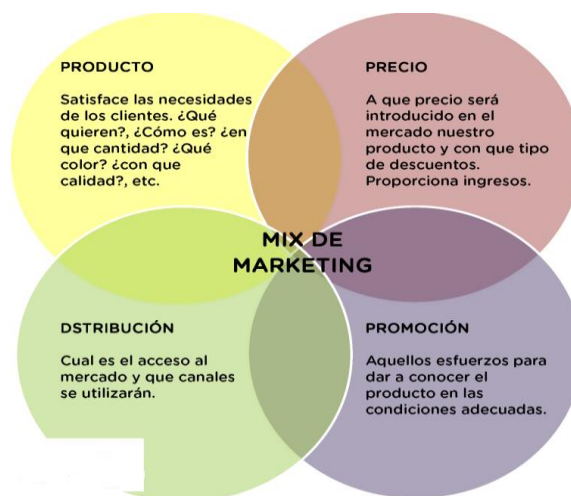 PRODUCTO
Satisface las necesidades
de los clientes. ¿Qué
quieren?, ¿Cómo es? ¿en
que cantidad? ¿Qué
color? ¿con que
calidad?, etc.
PRECIO
A que precio será
introducido en el
mercado nuestro
producto y con que tipo
de descuentos.
Proporciona ingresos.
MIX DE
MARKETING
DSTRIBUCIÓN
Cual es el acceso al
mercado y que canales
se utilizarán.
PROMOCIÓN
Aquellos esfuerzos para
dar a conocer el
producto en las
condiciones adecuadas.